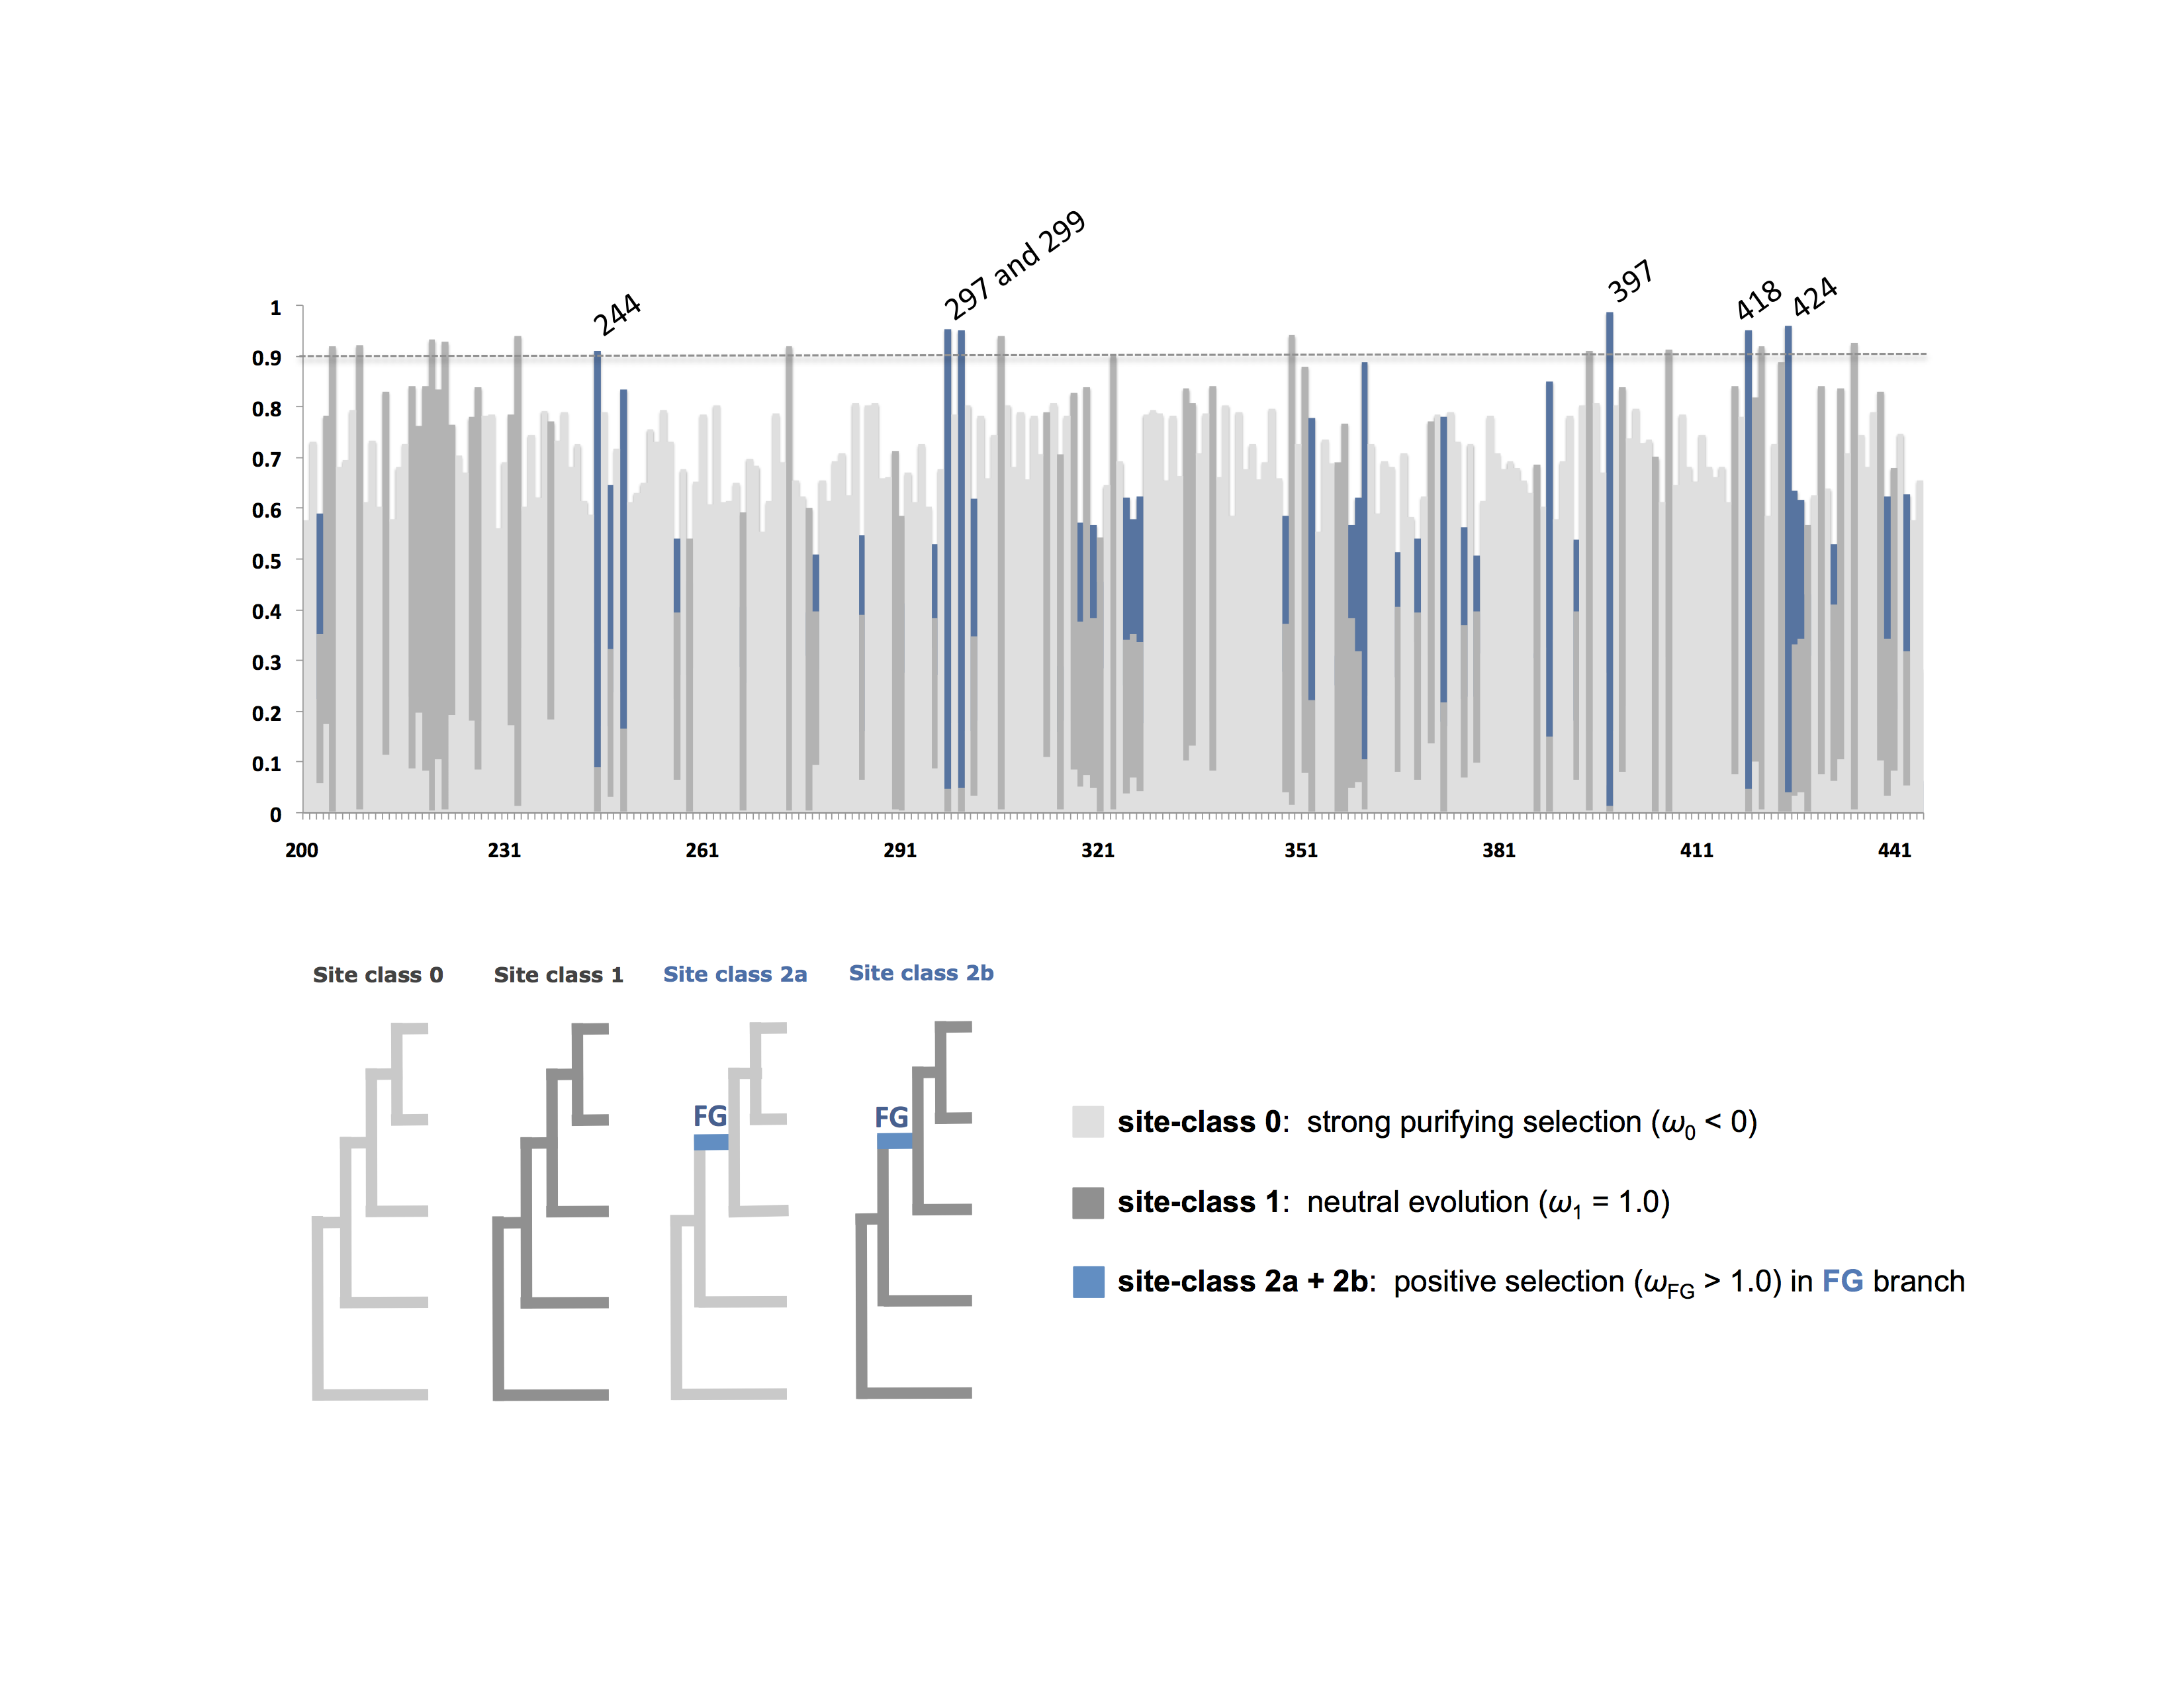 244
297 and 299
397
418
424
1
0.9
0.8
0.7
0.6
0.5
0.4
0.3
0.2
0.1
0
200 231 261 291 321 351 381 411 441
Site class 0 Site class 1 Site class 2a Site class 2b
FG FG
site-class 0: strong purifying selection (ω0 < 0)
site-class 1: neutral evolution (ω1 = 1.0)
site-class 2a + 2b: positive selection (ωFG > 1.0) in FG branch